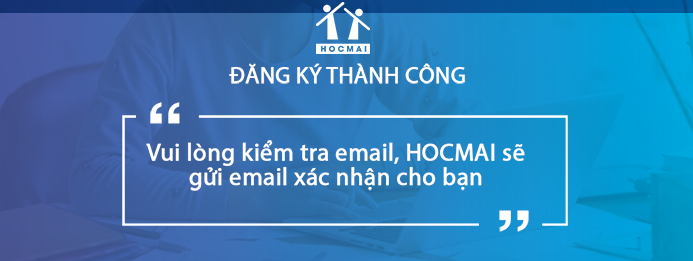 HOCMAI
ĐĂNG KÝ THÀNH CÔNG
Vui lòng kiểm tra email, HOCMAI sẽ
gửi email xác nhận cho bạn